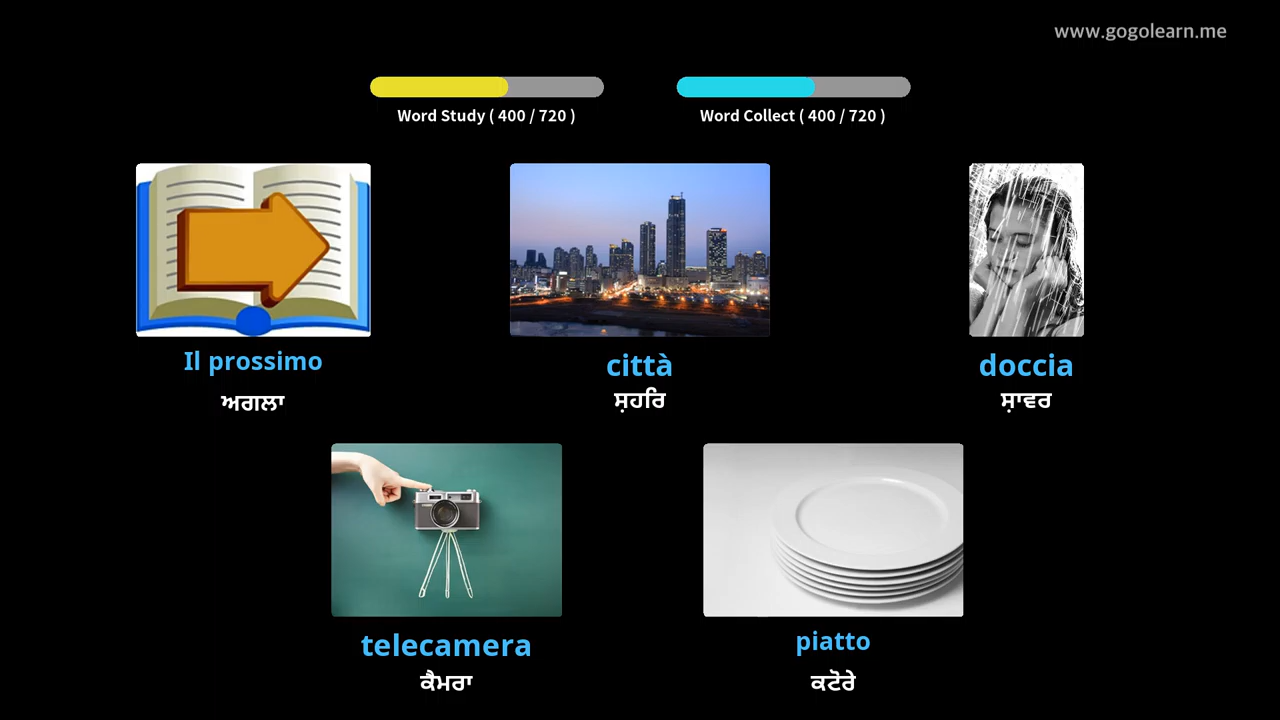 www.gogolearn.me
Word Study ( 400 / 720 )
Word Collect ( 400 / 720 )
Il prossimo
ਅਗਲਾ
città
ਸ਼ਹਰਿ
doccia
ਸ਼ਾਵਰ
telecamera
ਕੈਮਰਾ
piatto
ਕਟੋਰੇ